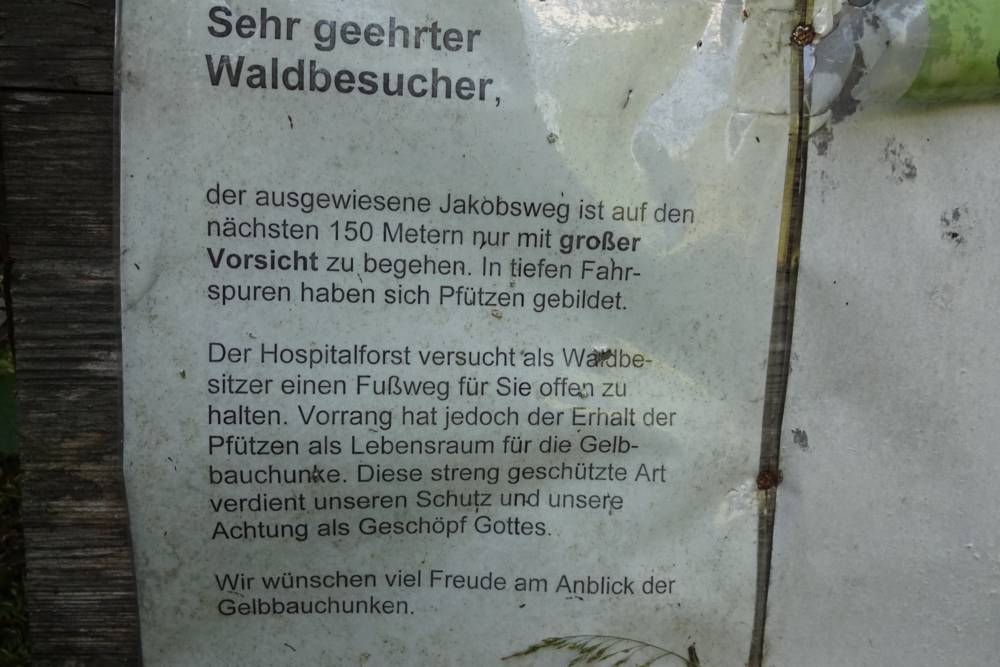 Sehr geehrter
Waldbesucher,
der ausgewiesene Jakobsweg ist auf den
nächsten 150 Metern nur mit großer
Vorsicht zu begehen. In tiefen Fahr-
spuren haben sich Pfützen gebildet.
Der Hospitalforst versucht als Waldbe-
sitzer einen Fußweg für Sie offen zu
halten. Vorrang hat jedoch der Erhalt der
Pfützen als Lebensraum für die Gelb-
bauchunke. Diese streng geschützte Art
verdient unseren Schutz und unsere
Achtung als Geschöpf Gottes.
Wir wünschen viel Freude am Anblick der
Gelbbauchunken.